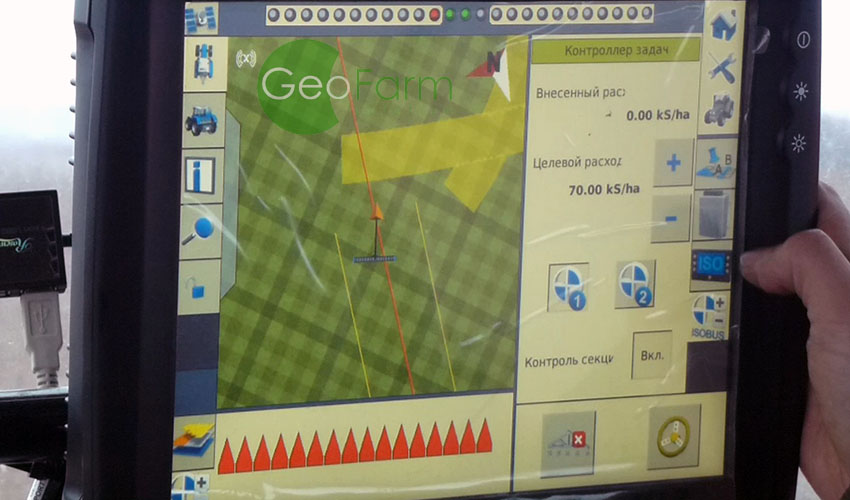 GeoFarm
N
Контроллер задач
Внесенный рас
0.00 kS/ha
Целевой расход
70.00 kS/ha
A B
ISO
1
2
ISOBUS
Контроль секци
Вкл.